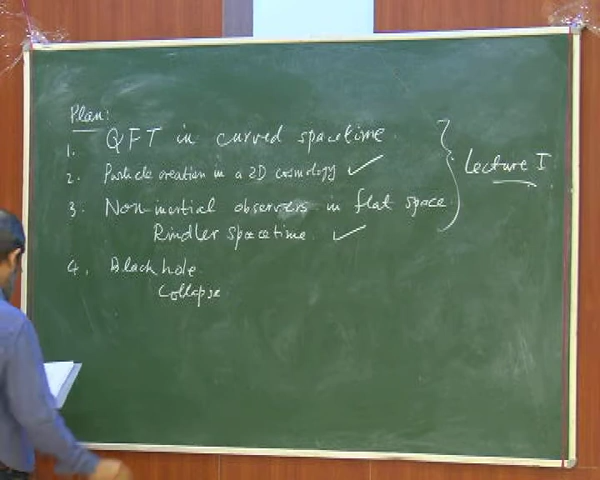 Plan:
1. QFT in curved spacetime.
2. Particle creation in a 2D cosmology ✓
3. Non-inertial observers in flat space
Rindler spacetime ✓
Lecture I
4. Black hole
Collapse